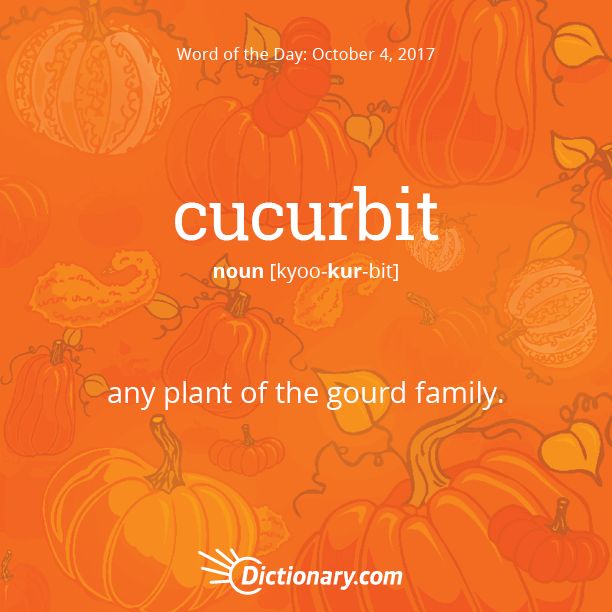 Word of the Day: October 4, 2017
cucurbit
noun [kyoo-kur-bit]
any plant of the gourd family.
Dictionary.com